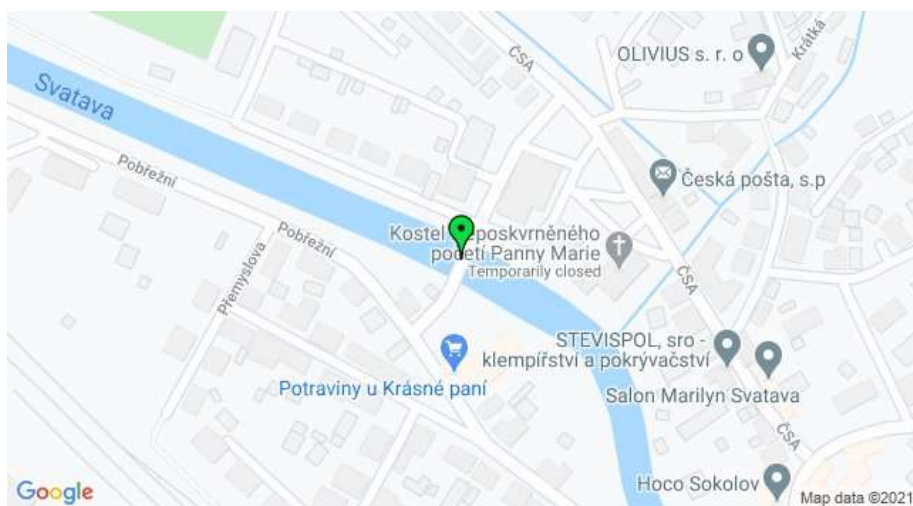 ČSA
OLIVIUS s. r. o
Krátká
Svatava
Pobřežní
Česká pošta, s.p
Pobřežní
Kostel Neposkvrněného
početí Panny Marie
Temporarily closed
Přemyslova
ČSA
STEVISPOL, sro -
klempířství a pokrývačství
Potraviny u Krásné paní
Salon Marilyn Svatava
ČSA
Hoco Sokolov
Google
Map data ©2021